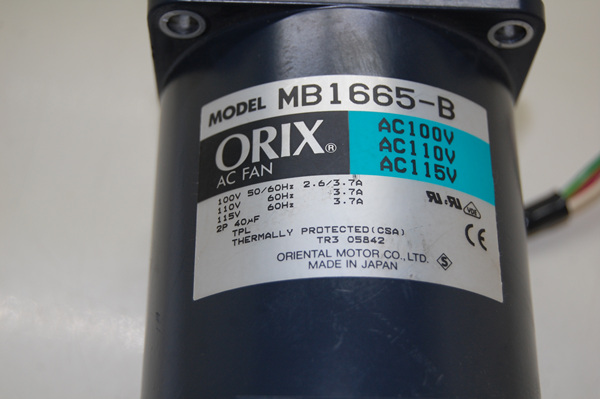 MODEL MB1665-B
ORIX®
AC FAN
AC100V
AC110V
AC115V
100V 50/60Hz 2.6/3.7A
110V 60Hz 3.7A
115V 60Hz 3.7A
2P 40μF
TPL
THERMALLY PROTECTED(CSA)
TR3 05842
ORIENTAL MOTOR CO.,LTD.
MADE IN JAPAN
VDE
CE
S